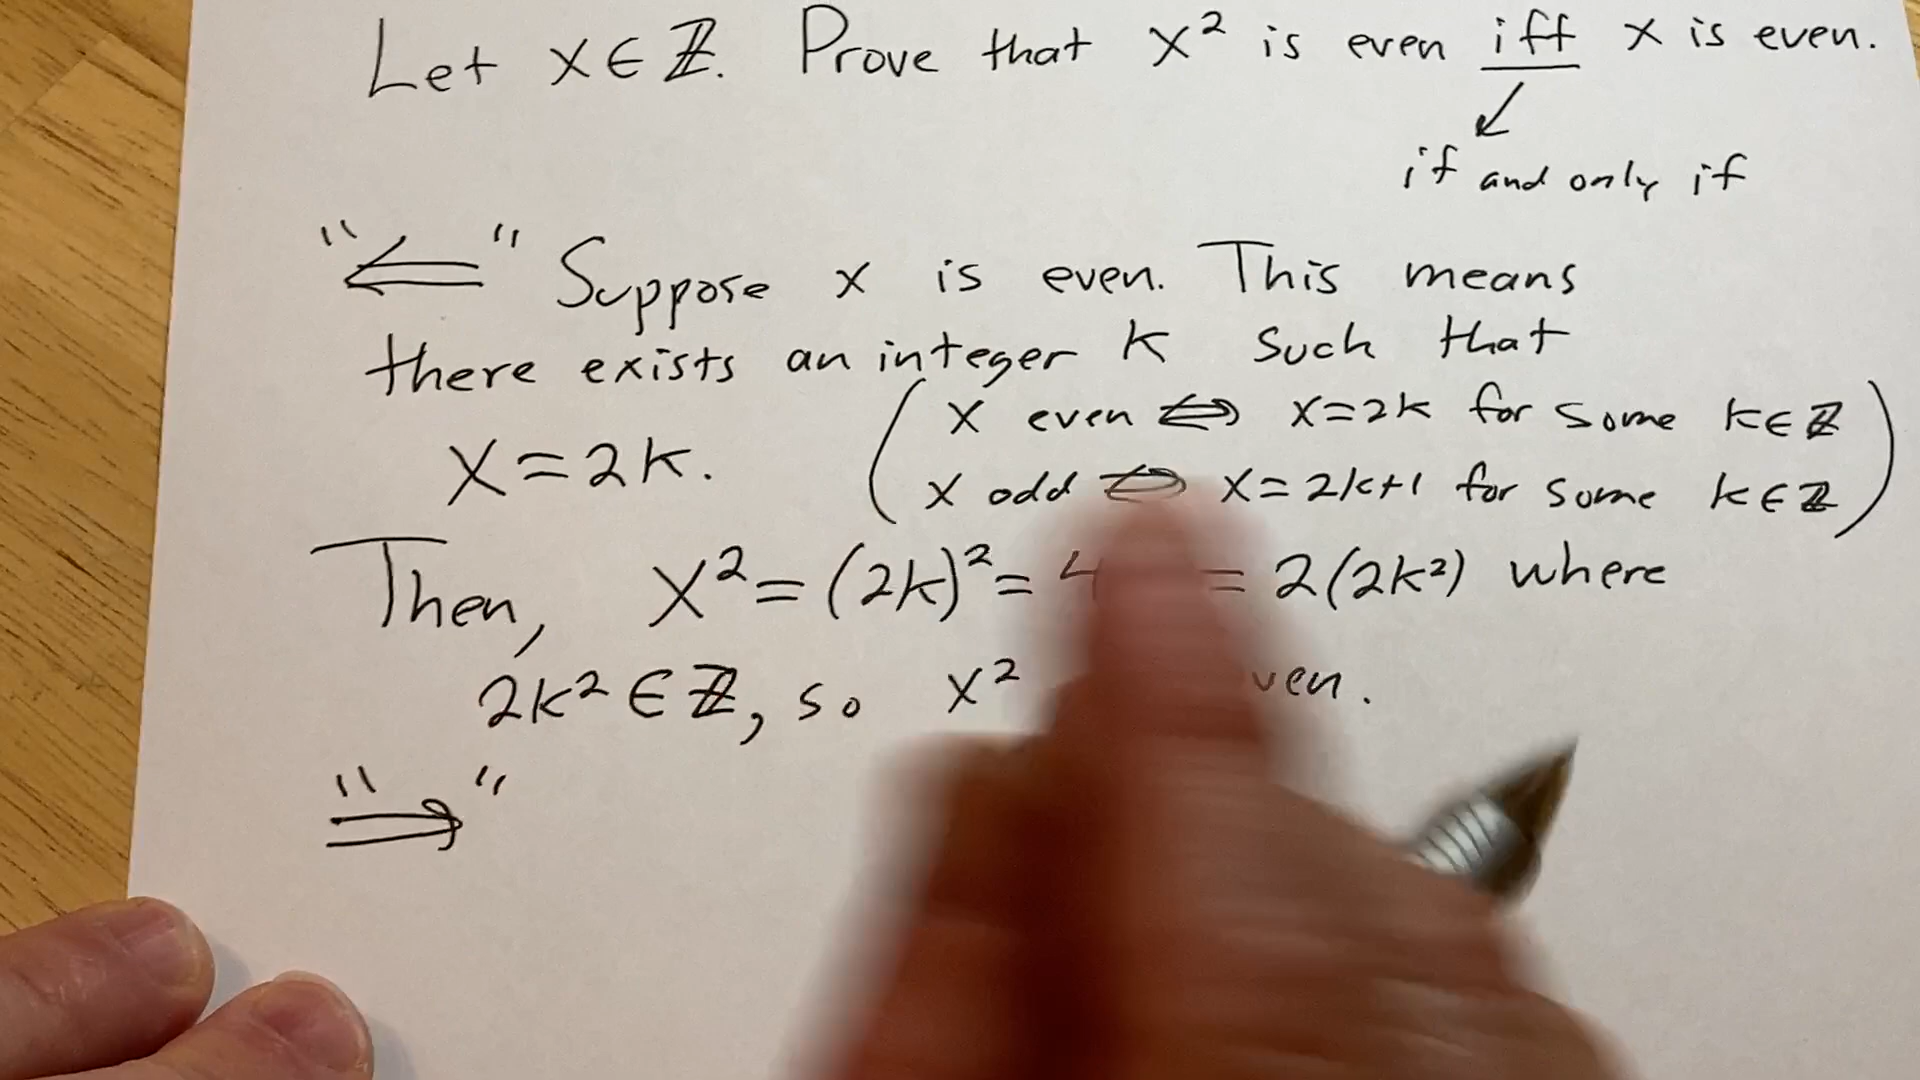 Let x∈ℤ. Prove that x² is even iff x is even.
↙
if and only if
"⇐" Suppose x is even. This means
there exists an integer k such that
(x even ⇔ x=2k for some k∈ℤ
x=2k.
x odd ⇔ x=2k+1 for some k∈ℤ)
Then, x²=(2k)²= 4 = 2(2k²) where
2k²∈ℤ, so x²
"⇒"